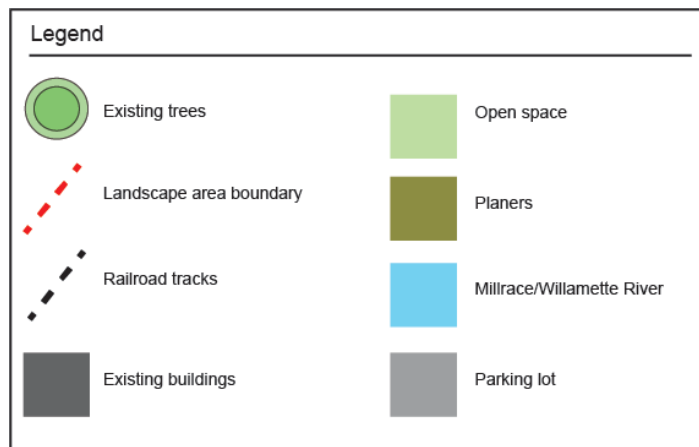 Legend
Existing trees
Landscape area boundary
Railroad tracks
Existing buildings
Open space
Planers
Millrace/Willamette River
Parking lot